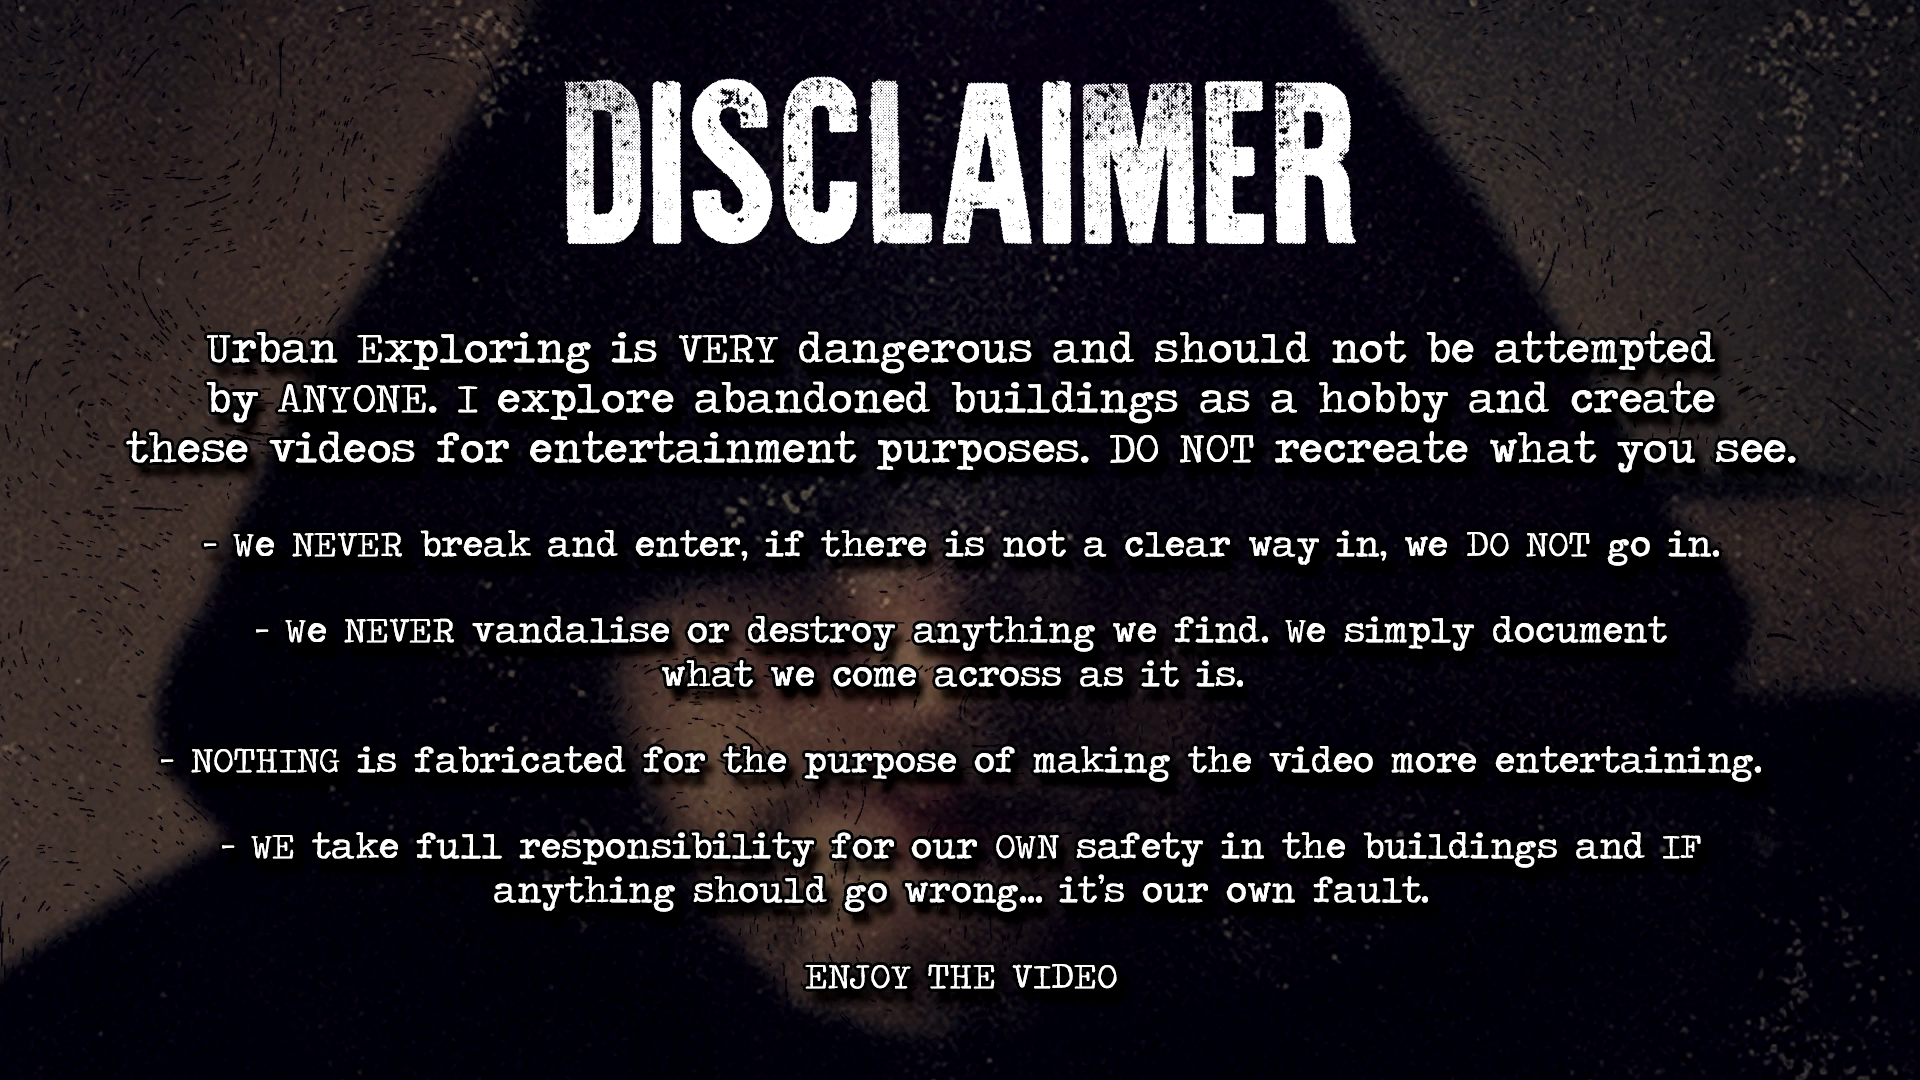 DISCLAIMER
Urban Exploring is VERY dangerous and should not be attempted
by ANYONE. I explore abandoned buildings as a hobby and create
these videos for entertainment purposes. DO NOT recreate what you see.
- We NEVER break and enter, if there is not a clear way in, we DO NOT go in.
- We NEVER vandalise or destroy anything we find. We simply document
what we come across as it is.
- NOTHING is fabricated for the purpose of making the video more entertaining.
- WE take full responsibility for our OWN safety in the buildings and IF
anything should go wrong... it's our own fault.
ENJOY THE VIDEO